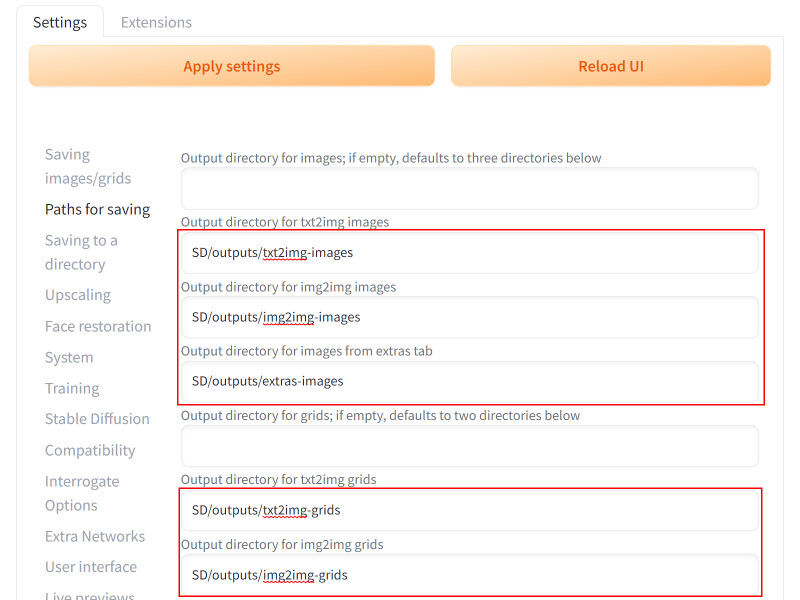 Settings
Extensions
Apply settings
Reload UI
Saving
images/grids
Paths for saving
Saving to a
directory
Upscaling
Face restoration
System
Training
Stable Diffusion
Compatibility
Interrogate
Options
Extra Networks
User interface
Live previews
Output directory for images; if empty, defaults to three directories below
Output directory for txt2img images
SD/outputs/txt2img-images
Output directory for img2img images
SD/outputs/img2img-images
Output directory for images from extras tab
SD/outputs/extras-images
Output directory for grids; if empty, defaults to two directories below
Output directory for txt2img grids
SD/outputs/txt2img-grids
Output directory for img2img grids
SD/outputs/img2img-grids